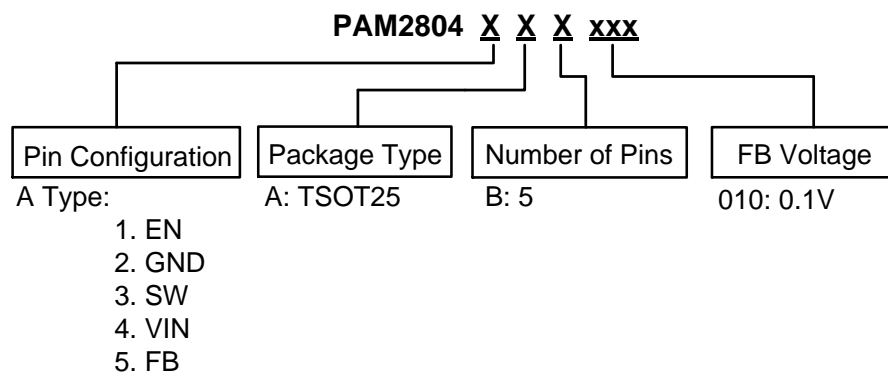 PAM2804 X X X xxx
Pin Configuration
Package Type
Number of Pins
FB Voltage
A Type:
A: TSOT25
B: 5
010: 0.1V
1. EN
2. GND
3. SW
4. VIN
5. FB